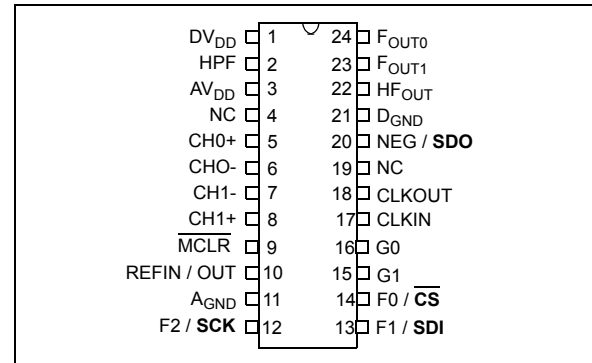 DVDD 1 24 FOUT0
HPF 2 23 FOUT1
AVDD 3 22 HFOUT
NC 4 21 DGND
CH0+ 5 20 NEG / SDO
CHO- 6 19 NC
CH1- 7 18 CLKOUT
CH1+ 8 17 CLKIN
MCLR 9 16 G0
REFIN / OUT 10 15 G1
AGND 11 14 F0 / CS
F2 / SCK 12 13 F1 / SDI